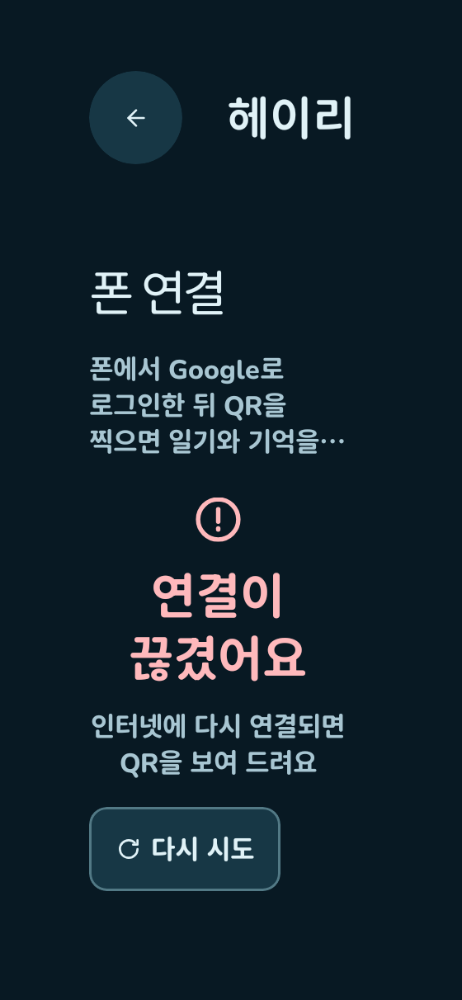 헤이리
폰 연결
폰에서 Google로
로그인한 뒤 QR을
찍으면 일기와 기억을…
연결이
끊겼어요
인터넷에 다시 연결되면
QR을 보여 드려요
다시 시도